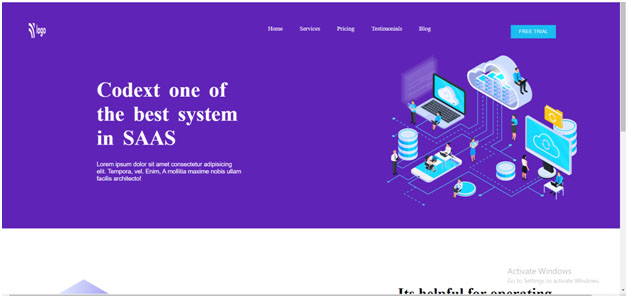 logo
Home Services Pricing Testimonials Blog
FREE TRIAL
Codext one of
the best system
in SAAS
Lorem ipsum dolor sit amet consectetur adipisicing
elit. Tempora, vel. Enim, A mollitia maxime nobis ullam
facilis architecto!
Activate Windows
Go to Settings to activate Windows.
Its helpful for operating